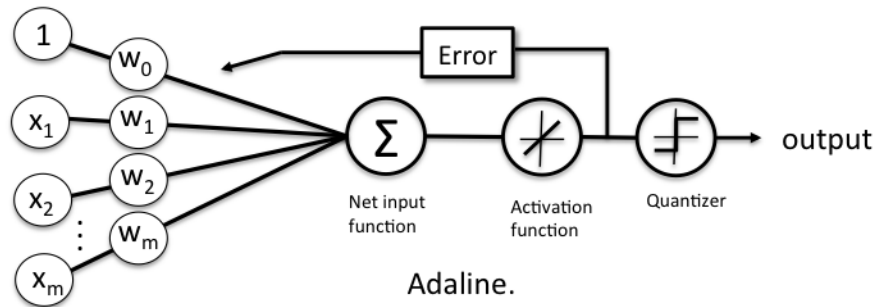 1
w0
x1
w1
x2
w2
⋮
xm
wm
Error
Σ
Net input
function
Activation
function
Quantizer
output
Adaline.